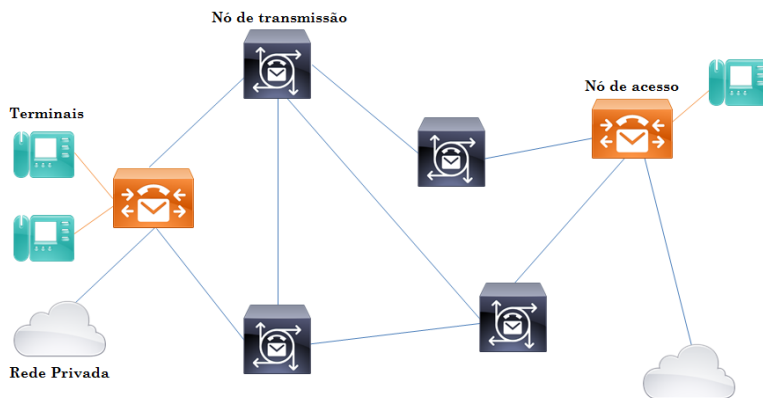 Nó de transmissão
Nó de acesso
Terminais
Rede Privada